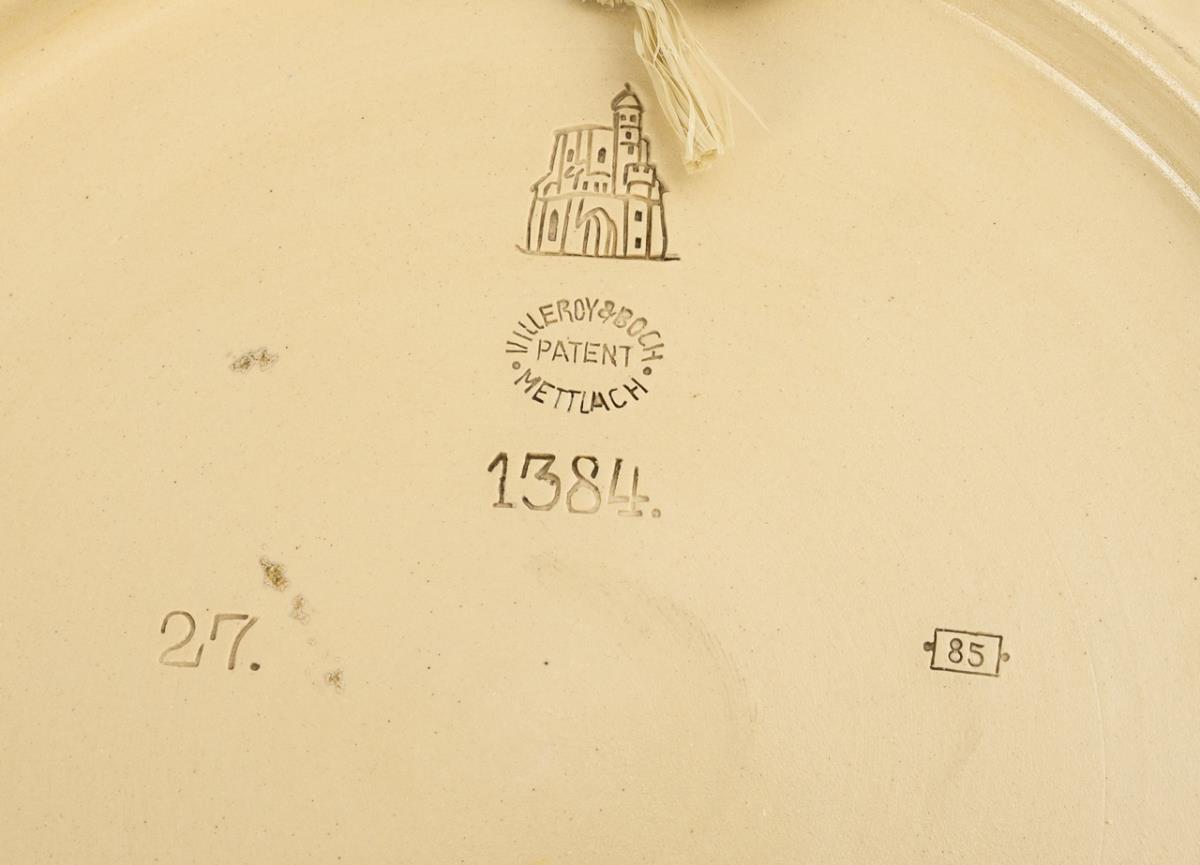 VILLEROY & BOCH
PATENT
METTLACH
1384.
27.
85